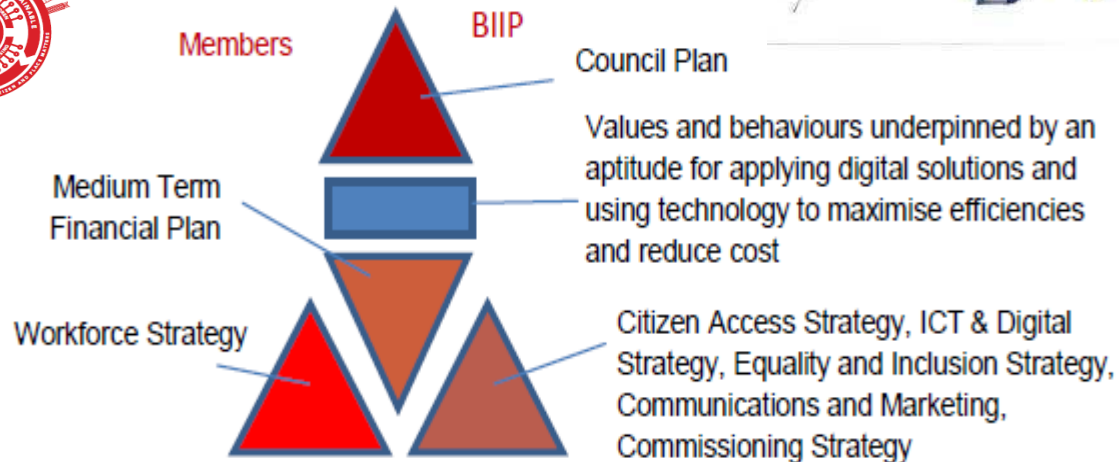 Members
BIIP
Council Plan
Values and behaviours underpinned by an
aptitude for applying digital solutions and
using technology to maximise efficiencies
and reduce cost
Medium Term
Financial Plan
Workforce Strategy
Citizen Access Strategy, ICT & Digital
Strategy, Equality and Inclusion Strategy,
Communications and Marketing,
Commissioning Strategy